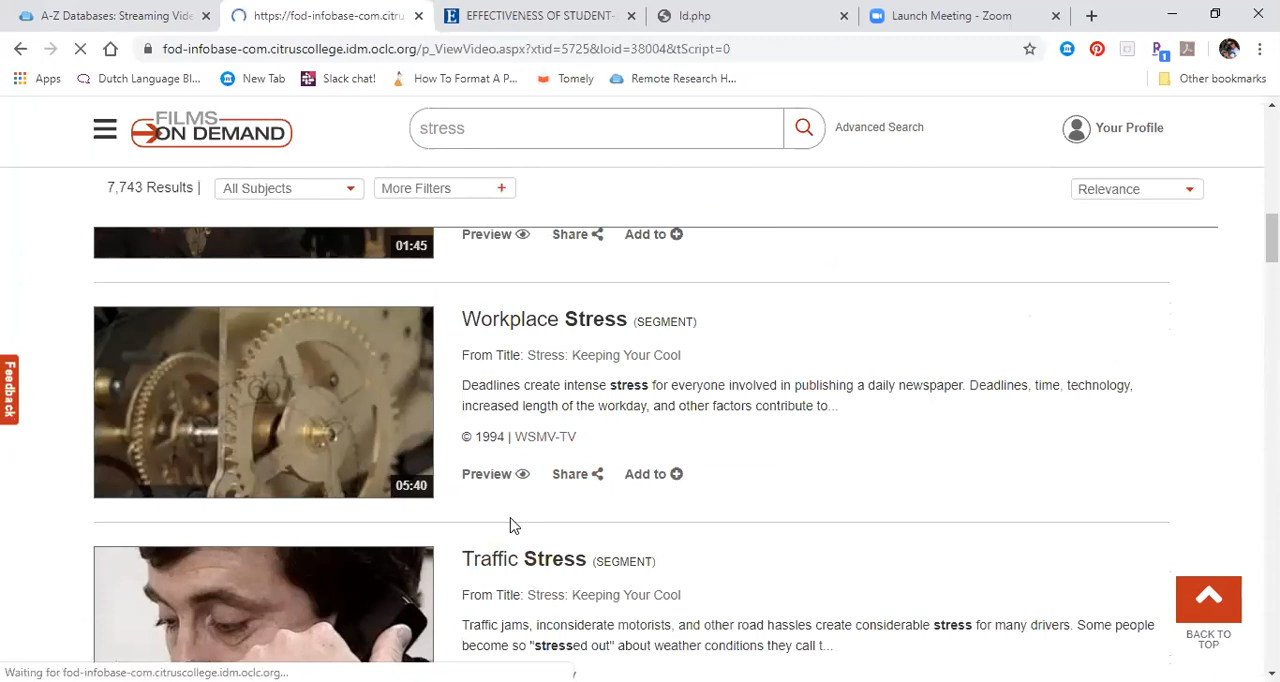 A-Z Databases: Streaming Vide
https://fod-infobase-com.citrus
EFFECTIVENESS OF STUDENT-
ld.php
Launch Meeting - Zoom
fod-infobase-com.citruscollege.idm.oclc.org/p_ViewVideo.aspx?xtid=5725&loid=38004&tScript=0
Apps
Dutch Language Bl...
New Tab
Slack chat!
How To Format A P...
Tomely
Remote Research H...
Other bookmarks
FILMS ON DEMAND
stress
Advanced Search
Your Profile
7,743 Results |
All Subjects
More Filters +
Relevance
01:45
Preview
Share
Add to
Workplace Stress (SEGMENT)
From Title: Stress: Keeping Your Cool
Deadlines create intense stress for everyone involved in publishing a daily newspaper. Deadlines, time, technology,
increased length of the workday, and other factors contribute to...
© 1994 | WSMV-TV
05:40
Preview
Share
Add to
Traffic Stress (SEGMENT)
From Title: Stress: Keeping Your Cool
Traffic jams, inconsiderate motorists, and other road hassles create considerable stress for many drivers. Some people
become so "stressed out" about weather conditions they call t...
Feedback
BACK TO
TOP
Waiting for fod-infobase-com.citruscollege.idm.oclc.org...